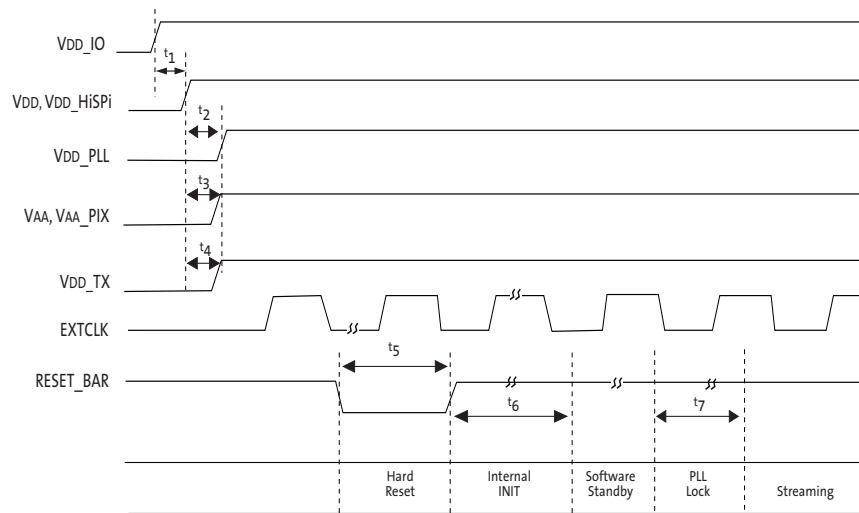 VDD_IO
t1
VDD, VDD_HiSPi
t2
VDD_PLL
t3
VAA, VAA_PIX
t4
VDD_TX
EXTCLK
t5
RESET_BAR
t6
t7
Hard
Reset
Internal
INIT
Software
Standby
PLL
Lock
Streaming